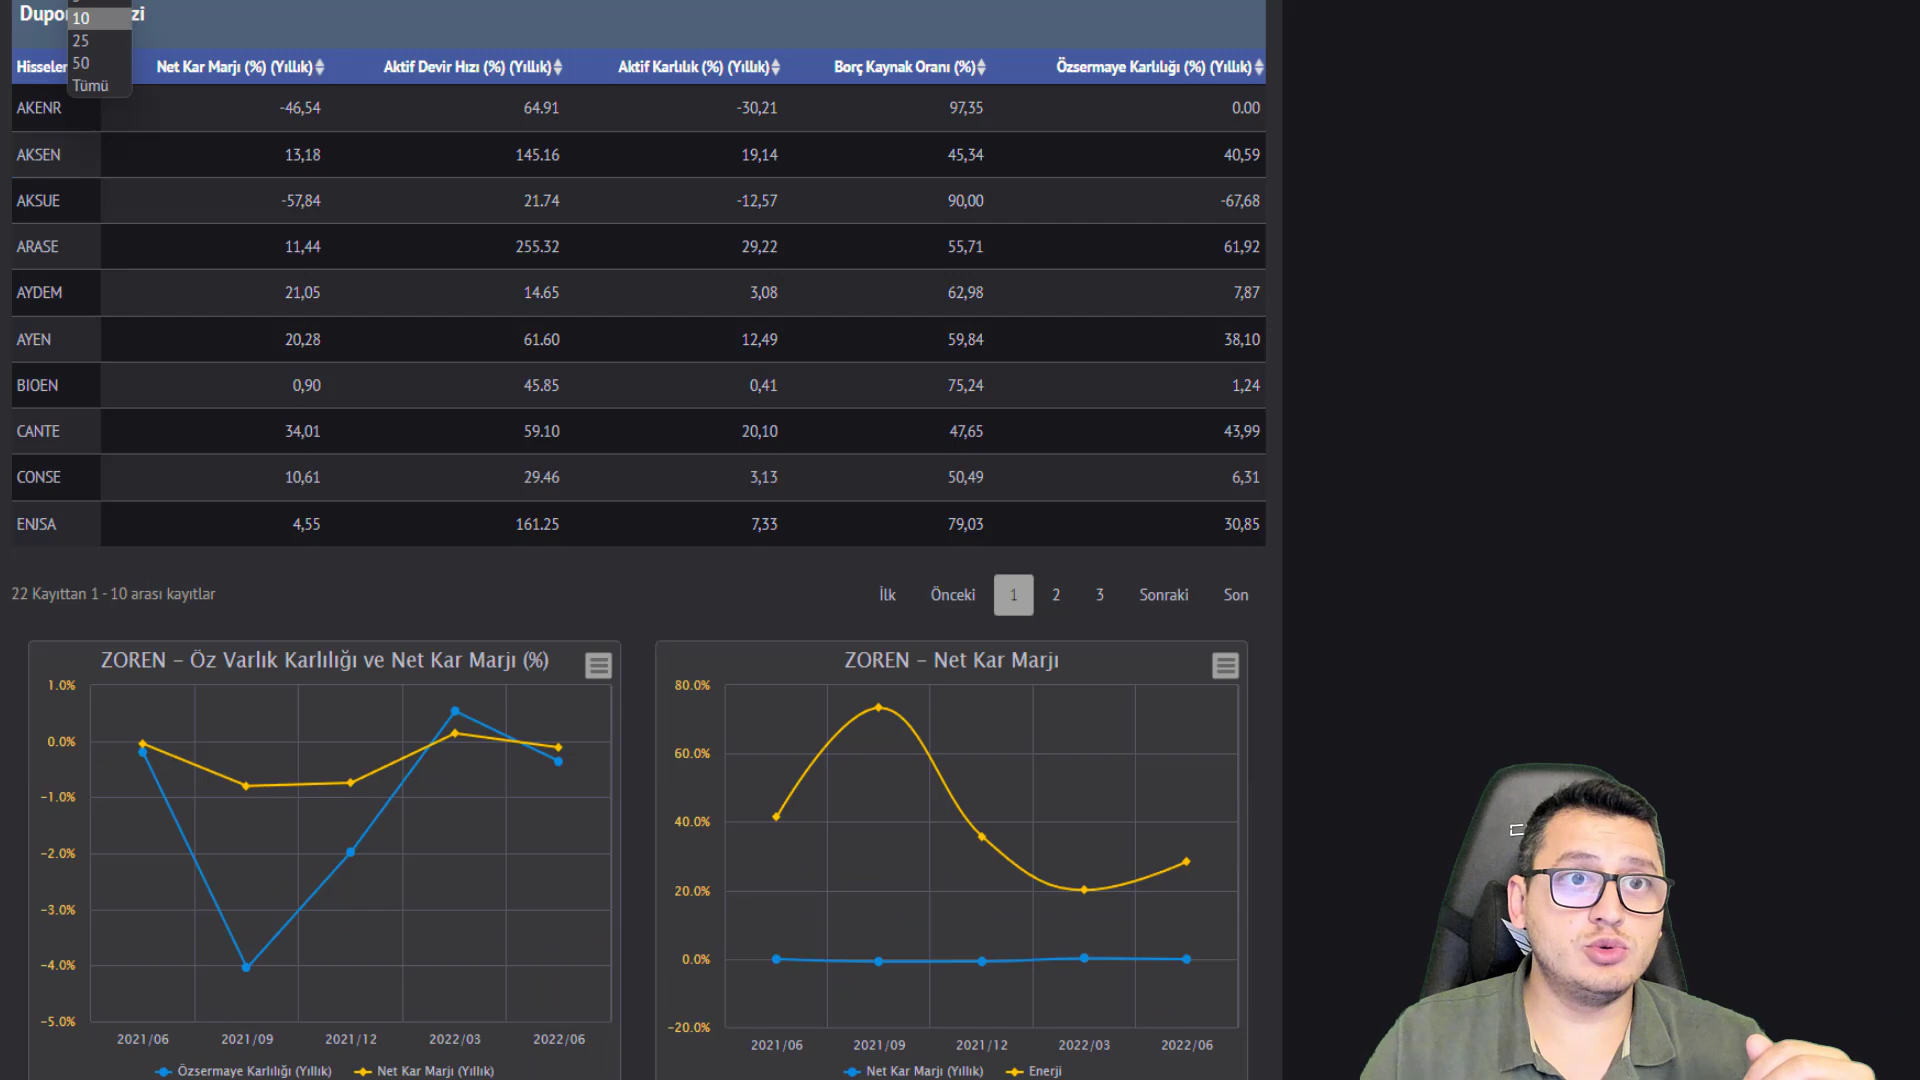 Dupo zi
10
25
50
Tümü
Hisseler Net Kar Marjı (%) (Yıllık) Aktif Devir Hızı (%) (Yıllık) Aktif Karlılık (%) (Yıllık) Borç Kaynak Oranı (%) Özsermaye Karlılığı (%) (Yıllık)
AKENR -46,54 64.91 -30,21 97,35 0.00
AKSEN 13,18 145.16 19,14 45,34 40,59
AKSUE -57,84 21.74 -12,57 90,00 -67,68
ARASE 11,44 255.32 29,22 55,71 61,92
AYDEM 21,05 14.65 3,08 62,98 7,87
AYEN 20,28 61.60 12,49 59,84 38,10
BIOEN 0,90 45.85 0,41 75,24 1,24
CANTE 34,01 59.10 20,10 47,65 43,99
CONSE 10,61 29.46 3,13 50,49 6,31
ENJSA 4,55 161.25 7,33 79,03 30,85
22 Kayıttan 1 - 10 arası kayıtlar İlk Önceki 1 2 3 Sonraki Son
ZOREN – Öz Varlık Karlılığı ve Net Kar Marjı (%)
1.0%
0.0%
−1.0%
−2.0%
−3.0%
−4.0%
−5.0%
2021/06 2021/09 2021/12 2022/03 2022/06
Özsermaye Karlılığı (Yıllık) Net Kar Marjı (Yıllık)
ZOREN – Net Kar Marjı
80.0%
60.0%
40.0%
20.0%
0.0%
−20.0%
2021/06 2021/09 2021/12 2022/03 2022/06
Net Kar Marjı (Yıllık) Enerji